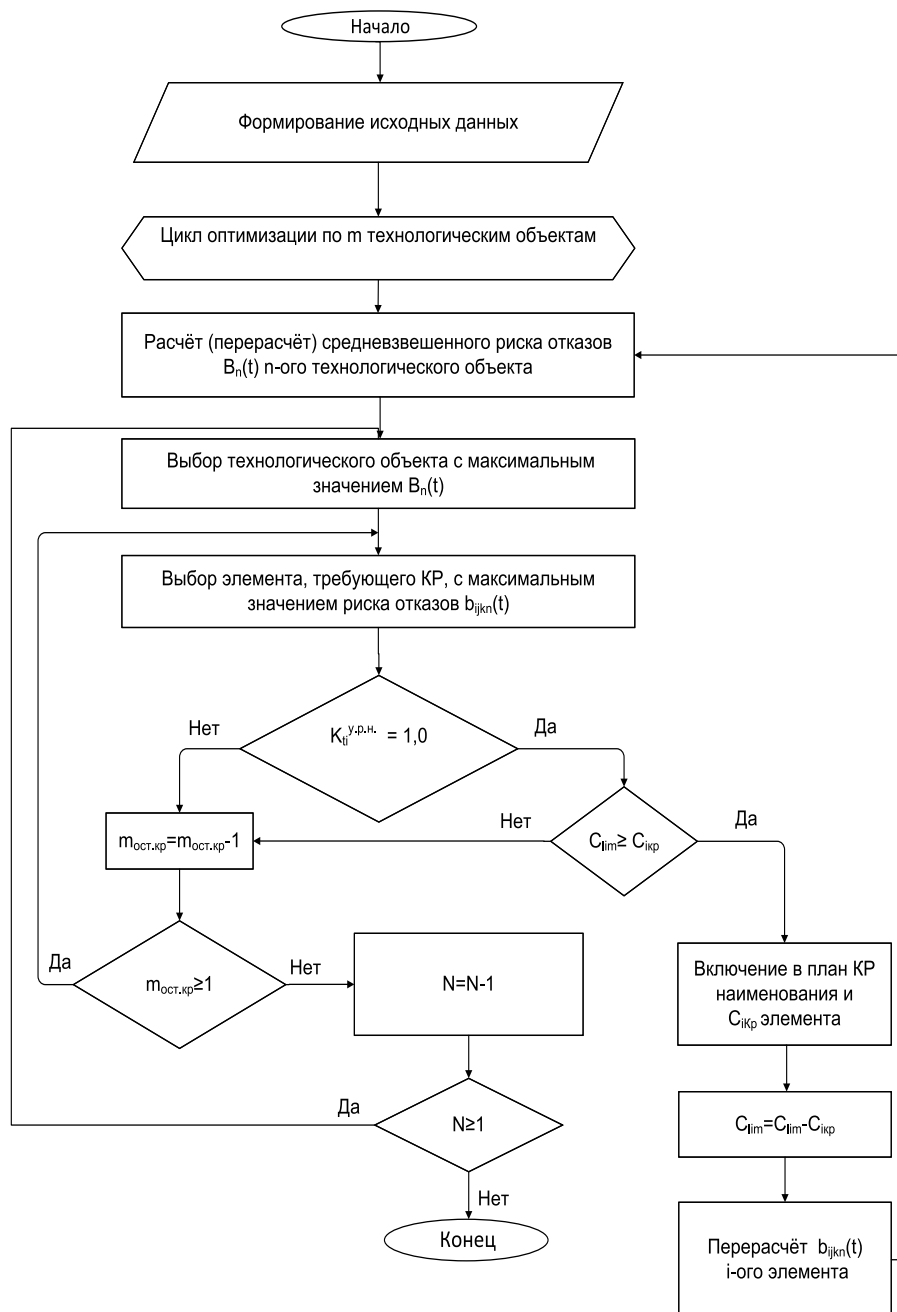 Начало
Формирование исходных данных
Цикл оптимизации по m технологическим объектам
Расчёт (перерасчёт) средневзвешенного риска отказов
Bn(t) n-ого технологического объекта
Выбор технологического объекта с максимальным
значением Bn(t)
Выбор элемента, требующего КР, с максимальным
значением риска отказов bijkn(t)
Нет
Kti у.р.н. = 1,0
Да
mост.кр=mост.кр-1
Нет
Clim≥ Ciкр
Да
Да
mост.кр≥1
Нет
N=N-1
Включение в план КР
наименования и
CiКр элемента
Да
N≥1
Clim=Clim-Ciкр
Нет
Конец
Перерасчёт bijkn(t)
i-ого элемента